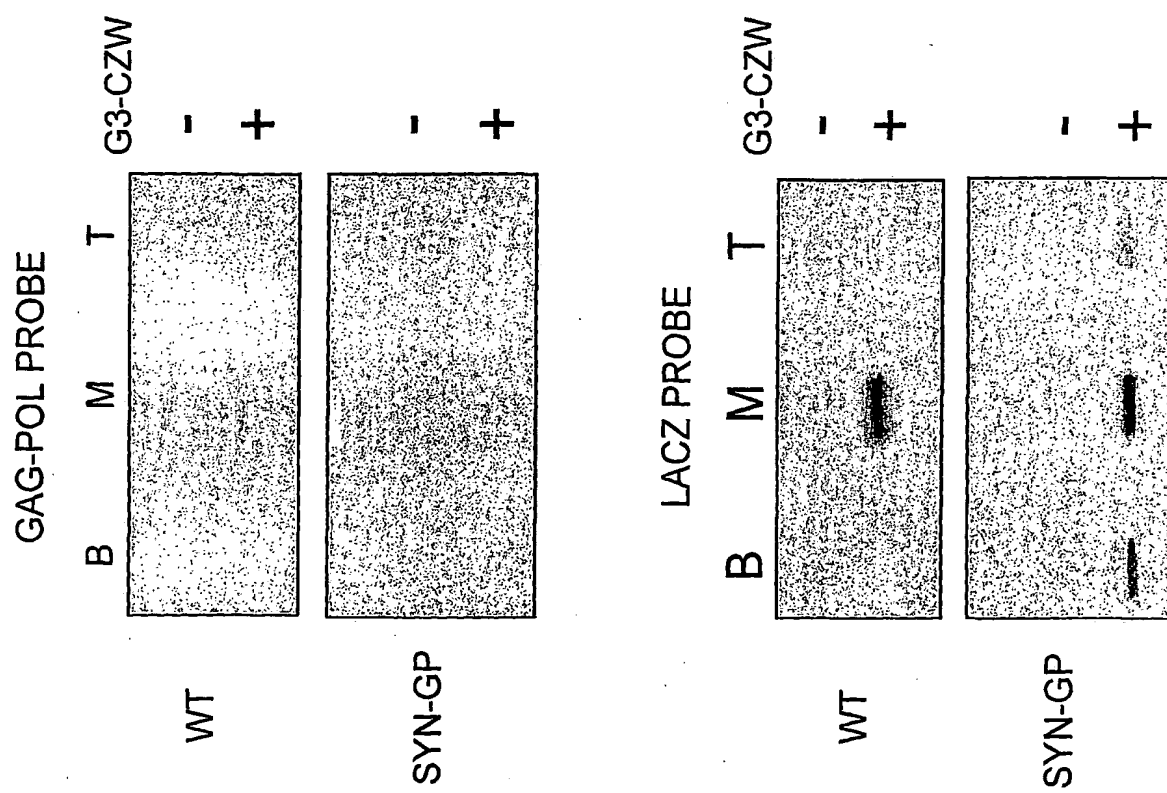 GAG-POL PROBE
B M T G3-CZW
WT - +
SYN-GP - +
LACZ PROBE
B M T G3-CZW
WT - +
SYN-GP - +